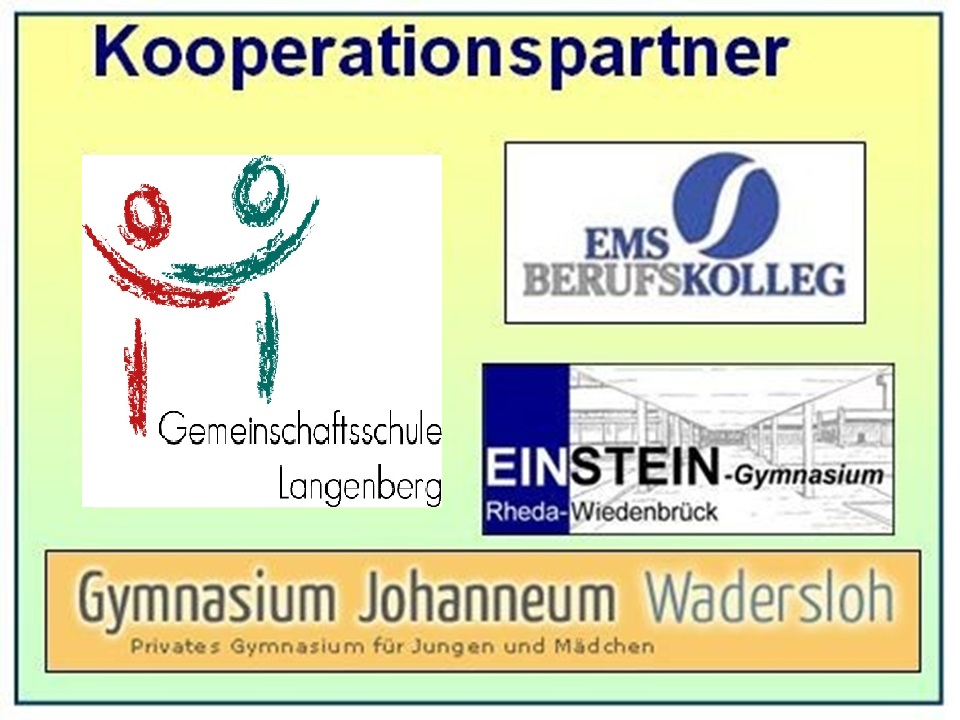 Kooperationspartner
Gemeinschaftsschule
Langenberg
EMS
BERUFSKOLLEG
EINSTEIN-Gymnasium
Rheda-Wiedenbrück
Gymnasium Johanneum Wadersloh
Privates Gymnasium für Jungen und Mädchen